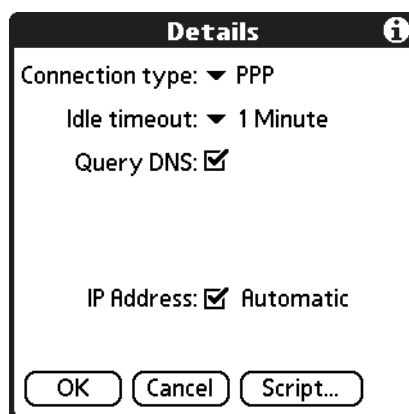 Details
Connection type: PPP
Idle timeout: 1 Minute
Query DNS:
IP Address: Automatic
OK Cancel Script...